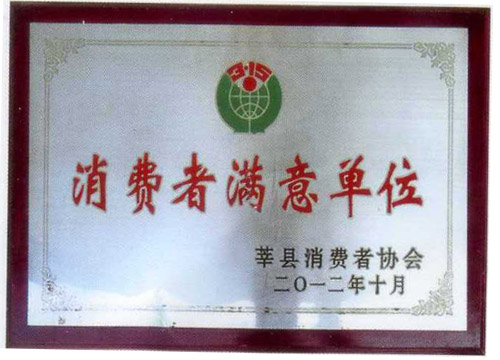 3·15
消费者满意单位
莘县消费者协会
二〇一二年十月